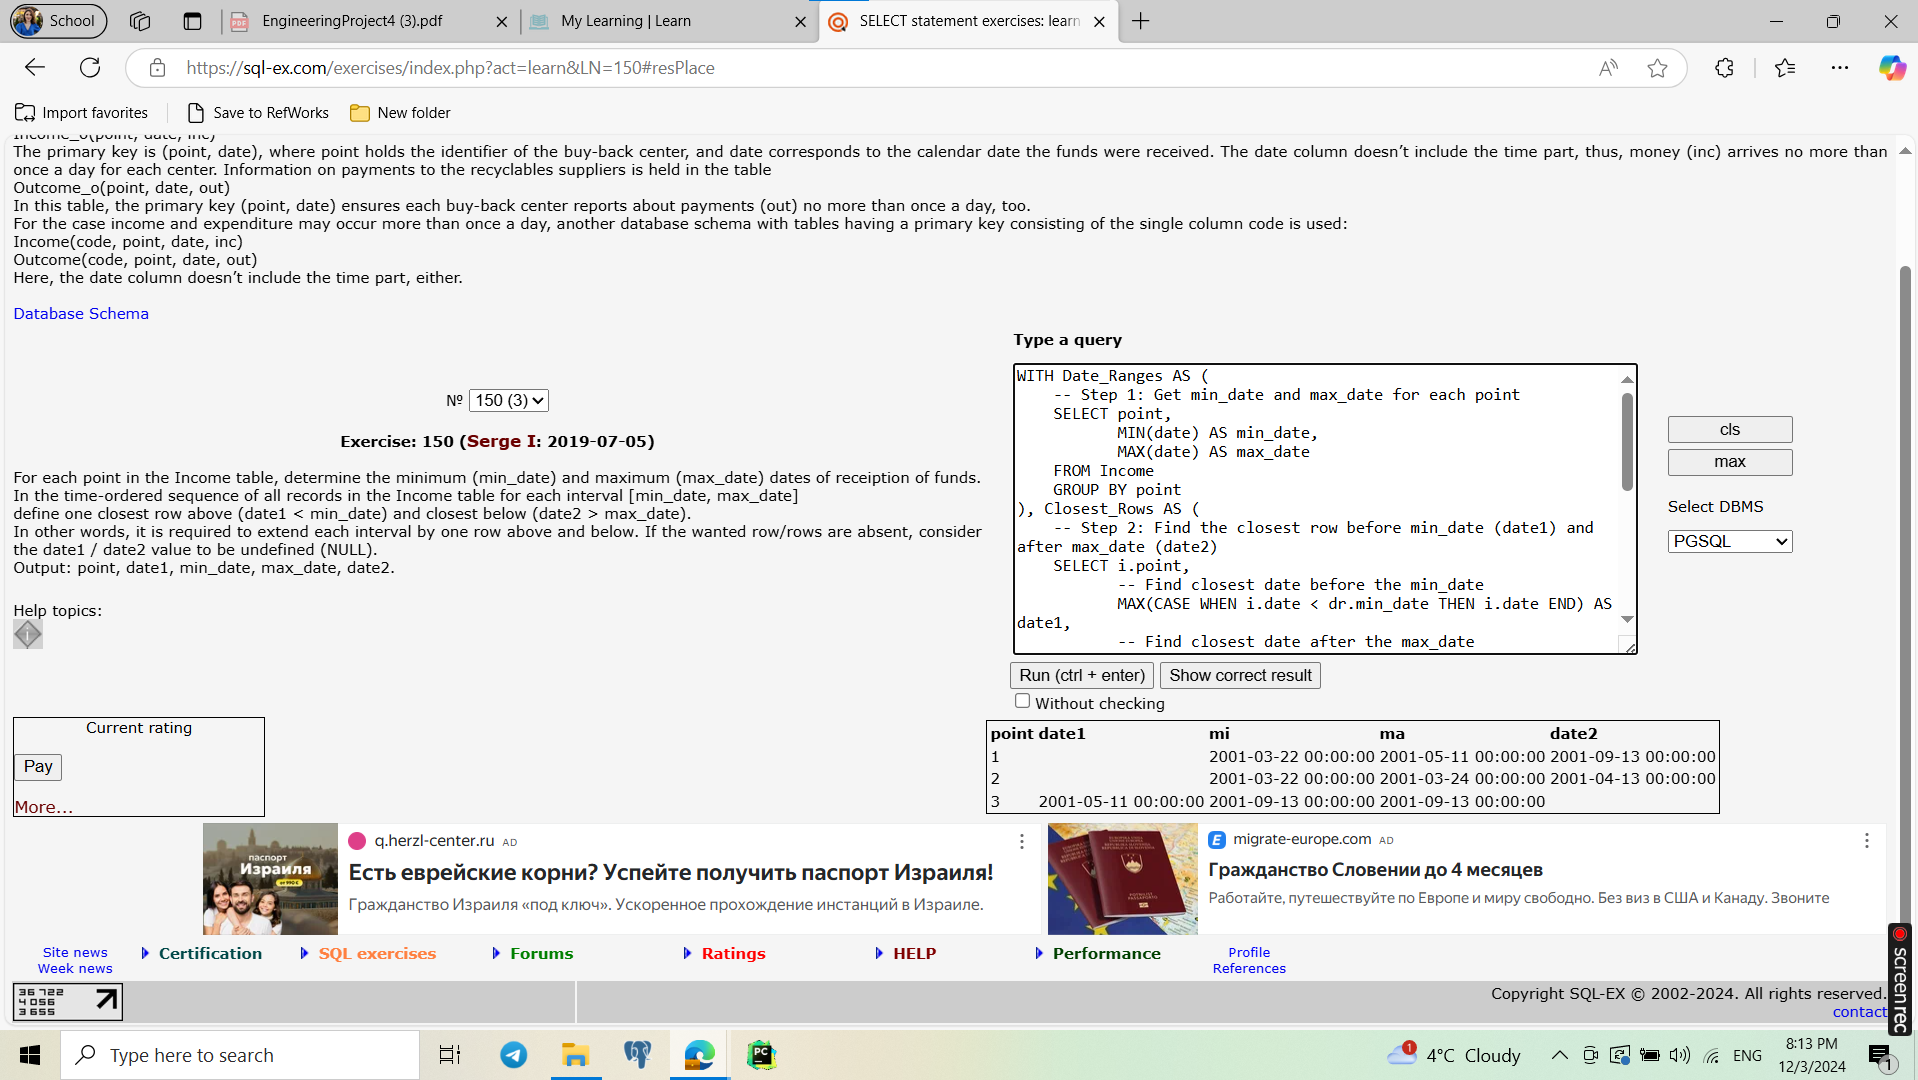 School
EngineeringProject4 (3).pdf
My Learning | Learn
SELECT statement exercises: learn
https://sql-ex.com/exercises/index.php?act=learn&LN=150#resPlace
Import favorites
Save to RefWorks
New folder
Income_o(point, date, inc)
The primary key is (point, date), where point holds the identifier of the buy-back center, and date corresponds to the calendar date the funds were received. The date column doesn’t include the time part, thus, money (inc) arrives no more than
once a day for each center. Information on payments to the recyclables suppliers is held in the table
Outcome_o(point, date, out)
In this table, the primary key (point, date) ensures each buy-back center reports about payments (out) no more than once a day, too.
For the case income and expenditure may occur more than once a day, another database schema with tables having a primary key consisting of the single column code is used:
Income(code, point, date, inc)
Outcome(code, point, date, out)
Here, the date column doesn’t include the time part, either.
Database Schema
№ 150 (3)
Exercise: 150 (Serge I: 2019-07-05)
For each point in the Income table, determine the minimum (min_date) and maximum (max_date) dates of receiption of funds.
In the time-ordered sequence of all records in the Income table for each interval [min_date, max_date]
define one closest row above (date1 < min_date) and closest below (date2 > max_date).
In other words, it is required to extend each interval by one row above and below. If the wanted row/rows are absent, consider
the date1 / date2 value to be undefined (NULL).
Output: point, date1, min_date, max_date, date2.
Help topics:
Type a query
WITH Date_Ranges AS (
-- Step 1: Get min_date and max_date for each point
SELECT point,
MIN(date) AS min_date,
MAX(date) AS max_date
FROM Income
GROUP BY point
), Closest_Rows AS (
-- Step 2: Find the closest row before min_date (date1) and
after max_date (date2)
SELECT i.point,
-- Find closest date before the min_date
MAX(CASE WHEN i.date < dr.min_date THEN i.date END) AS
date1,
-- Find closest date after the max_date
cls
max
Select DBMS
PGSQL
Run (ctrl + enter)
Show correct result
Without checking
Current rating
Pay
More...
point date1 mi ma date2
1 2001-03-22 00:00:00 2001-05-11 00:00:00 2001-09-13 00:00:00
2 2001-03-22 00:00:00 2001-03-24 00:00:00 2001-04-13 00:00:00
3 2001-05-11 00:00:00 2001-09-13 00:00:00 2001-09-13 00:00:00
паспорт
Израиля
от 990 €
q.herzl-center.ru AD
Есть еврейские корни? Успейте получить паспорт Израиля!
Гражданство Израиля «под ключ». Ускоренное прохождение инстанций в Израиле.
migrate-europe.com AD
Гражданство Словении до 4 месяцев
Работайте, путешествуйте по Европе и миру свободно. Без виз в США и Канаду. Звоните
Site news
Week news
Certification
SQL exercises
Forums
Ratings
HELP
Performance
Profile
References
36 722
4 056
3 655
Copyright SQL-EX © 2002-2024. All rights reserved.
contact
screen rec
Type here to search
PC
1
4°C Cloudy
ENG
8:13 PM
12/3/2024
1